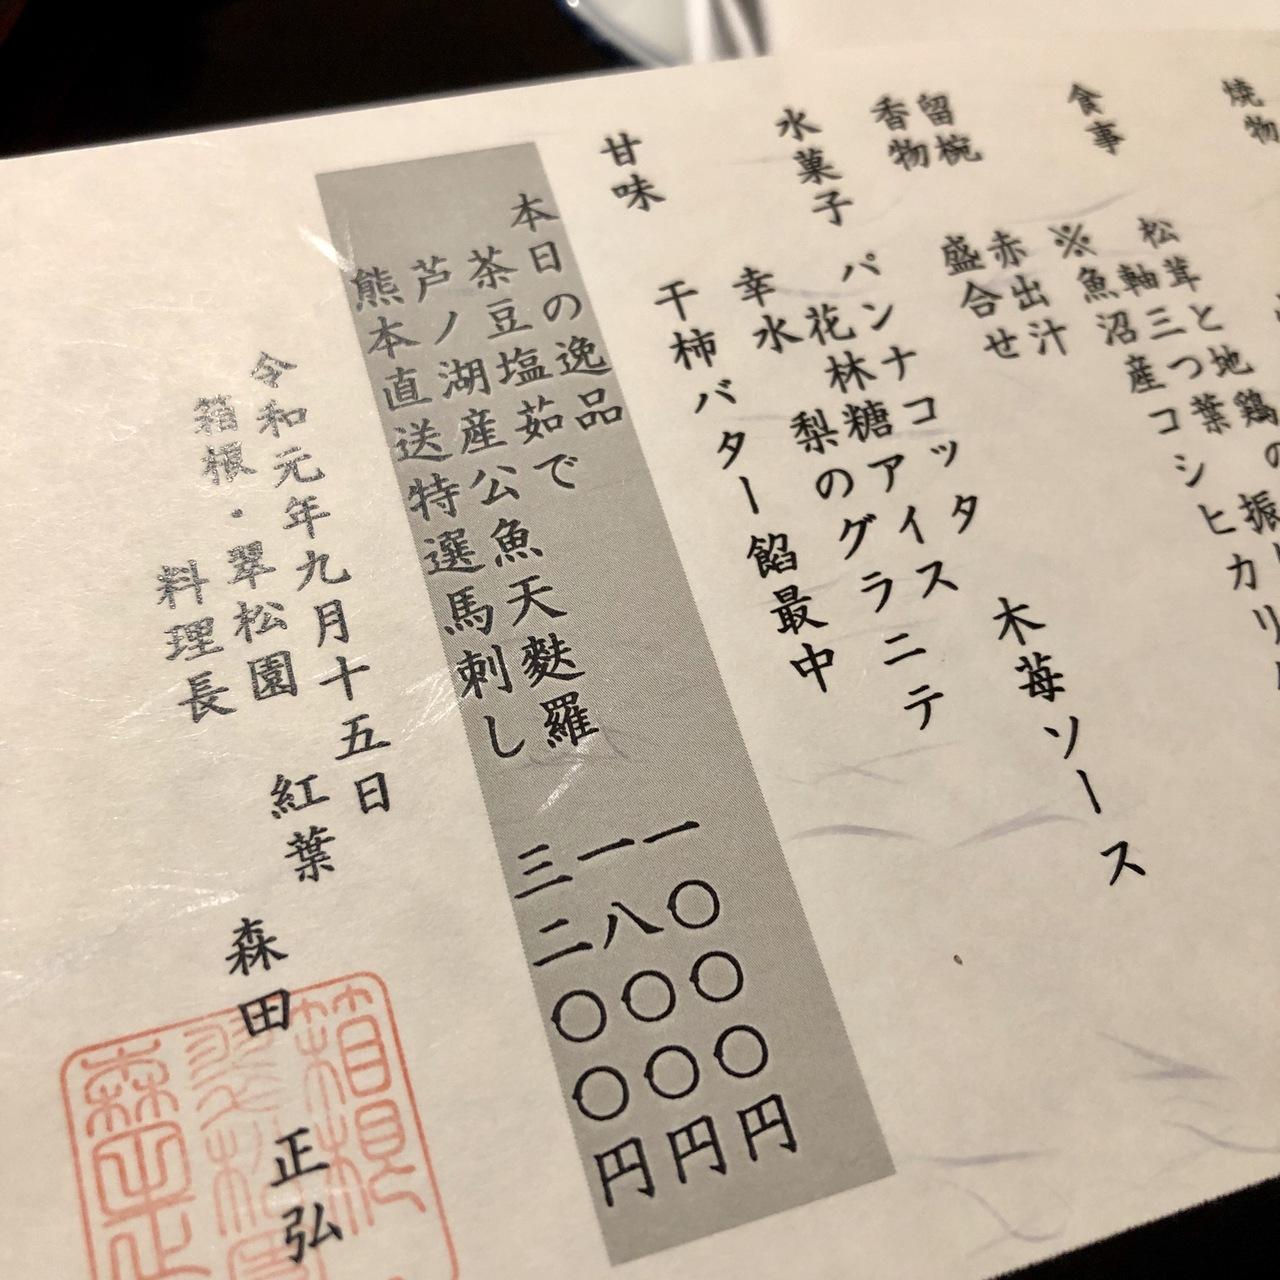 焼物
食事 松茸と地鶏の
軸三つ葉 振
※魚沼産コシヒカリ
留椀 赤出汁
香物 盛合せ
水菓子 パンナコッタ 木苺ソース
花林糖アイス
幸水梨のグラニテ
甘味 干柿バター餡最中
本日の逸品
茶豆塩茹で 一〇〇〇円
芦ノ湖産公魚天麩羅 一八〇〇円
熊本直送特選馬刺し 三二〇〇円
令和元年九月十五日
箱根・翠松園 紅葉
料理長 森田 正弘